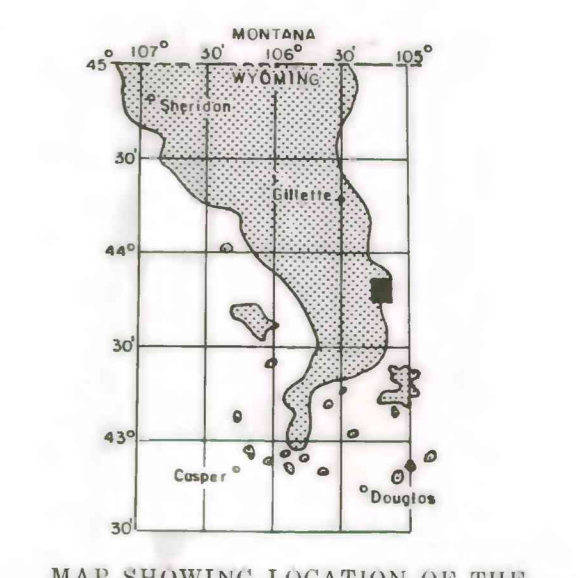 MONTANA
107° 30' 106° 30' 105°
45°
WYOMING
Sheridan
30'
Gillette
44°
30'
43°
Casper
Douglas
30'
MAP SHOWING LOCATION OF THE